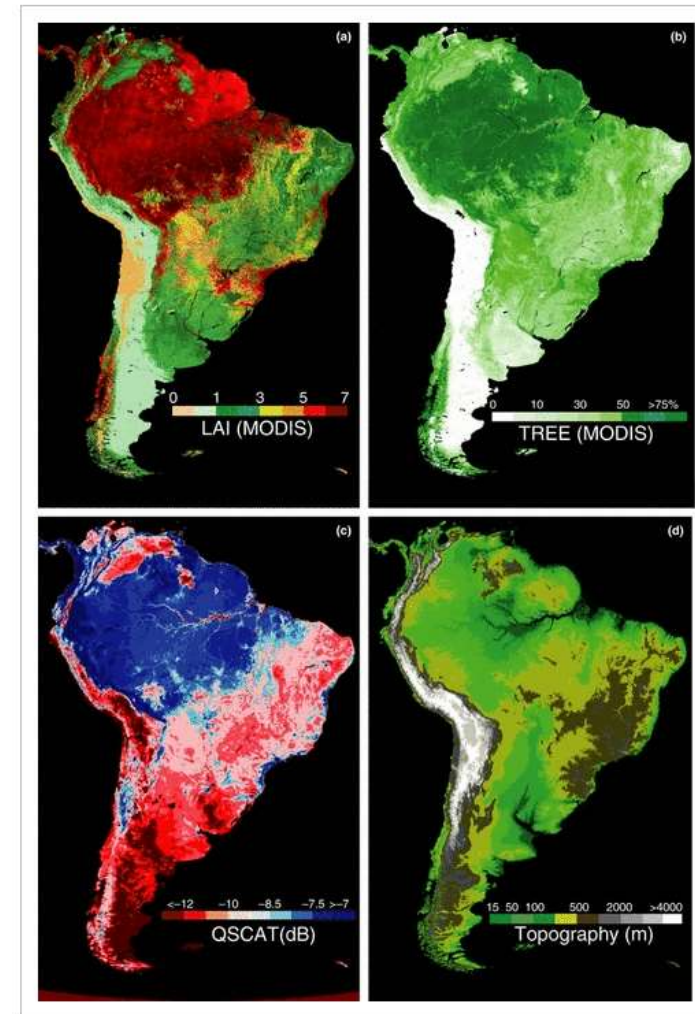 (a)
0 1 3 5 7
LAI (MODIS)
(b)
0 10 30 50 >75%
TREE (MODIS)
(c)
<−12 −10 −8.5 −7.5 >−7
QSCAT(dB)
(d)
15 50 100 500 2000 >4000
Topography (m)